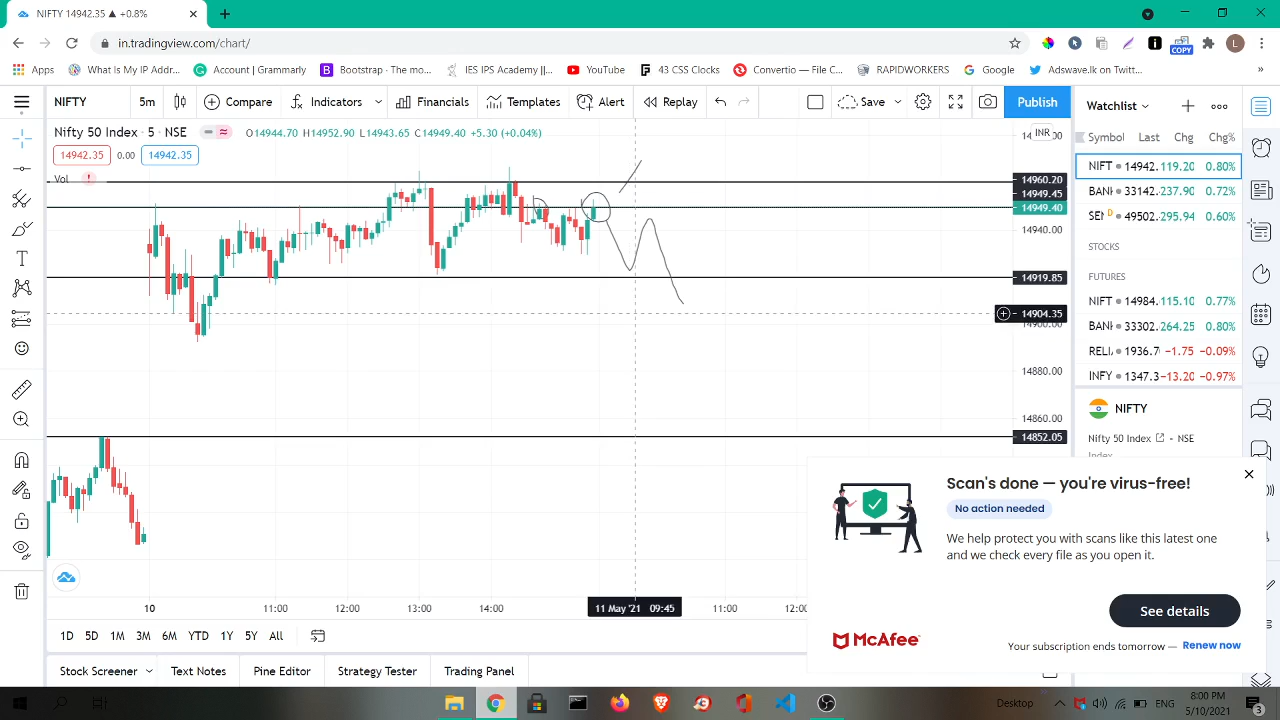 NIFTY 14942.35 ▲ +0.8%
in.tradingview.com/chart/
COPY
L
Apps
What Is My IP Addr...
Account | Grammarly
Bootstrap · The mo...
IES IPS Academy ||...
YouTube
43 CSS Clocks
Convertio — File C...
RAPIDWORKERS
Google
Adswave.lk on Twitt...
»
NIFTY 5m Compare Indicators Financials Templates Alert Replay Save Publish
Nifty 50 Index · 5 · NSE O14944.70 H14952.90 L14943.65 C14949.40 +5.30 (+0.04%)
14942.35 0.00 14942.35
Vol
INR
14960.20
14949.45
14949.40
14940.00
14919.85
14904.35
14900.00
14880.00
14860.00
14852.05
10 11:00 12:00 13:00 14:00 11 May '21 09:45 11:00 12:00
1D 5D 1M 3M 6M YTD 1Y 5Y All
Stock Screener Text Notes Pine Editor Strategy Tester Trading Panel
Watchlist
Symbol Last Chg Chg%
NIFT 14942. 119.20 0.80%
BANK 33142. 237.90 0.72%
SEN D 49502. 295.94 0.60%
STOCKS
FUTURES
NIFT 14984. 115.10 0.77%
BANK 33302. 264.25 0.80%
RELI 1936.7 −1.75 −0.09%
INFY 1347.3 −13.20 −0.97%
NIFTY
Nifty 50 Index · NSE
Index
Scan's done — you're virus-free!
No action needed
We help protect you with scans like this latest one
and we check every file as you open it.
See details
McAfee™
Your subscription ends tomorrow — Renew now
Desktop
ENG
8:00 PM
5/10/2021
3